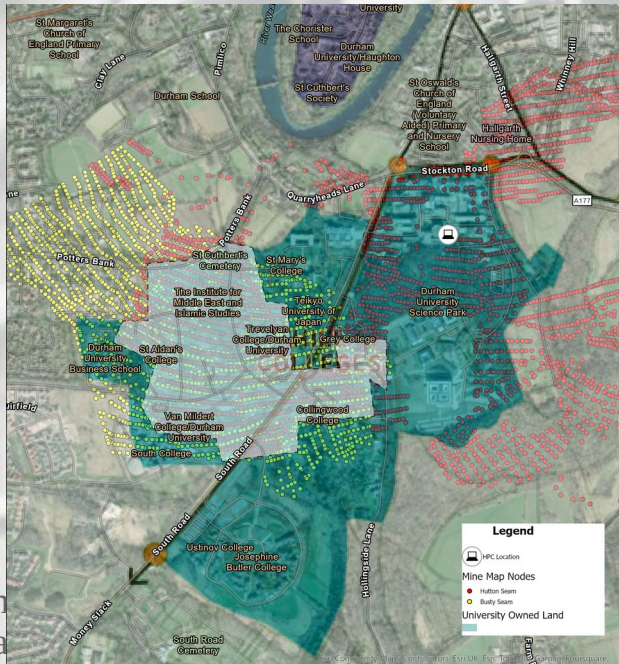 University
St Margaret's
Church of
England Primary
School
The Chorister
School
Durham
University/Haughton
House
Clay Lane
Pimlico
Hallgarth Street
Whinney Hill
Durham School
St Cuthbert's
Society
St Oswald's
Church of
England
(Voluntary
Aided) Primary
and Nursery
School
Hallgarth
Nursing Home
Stockton Road
Quarryheads Lane
A177
Potters Bank
Potters Bank
St Cuthbert's
Cemetery
St Mary's
College
The Institute for
Middle East and
Islamic Studies
Teikyo
University of
Japan
Durham
University
Science Park
Trevelyan
College/Durham
University
Grey College
COLLEGES
Durham
University
Business School
St Aidan's
College
Van Mildert
College/Durham
University
Collingwood
College
South College
South Road
South Road
Ustinov College
Josephine
Butler College
Hollingside Lane
Money Slack
South Road
Cemetery
Legend
HPC Location
Mine Map Nodes
Hutton Seam
Busty Seam
University Owned Land